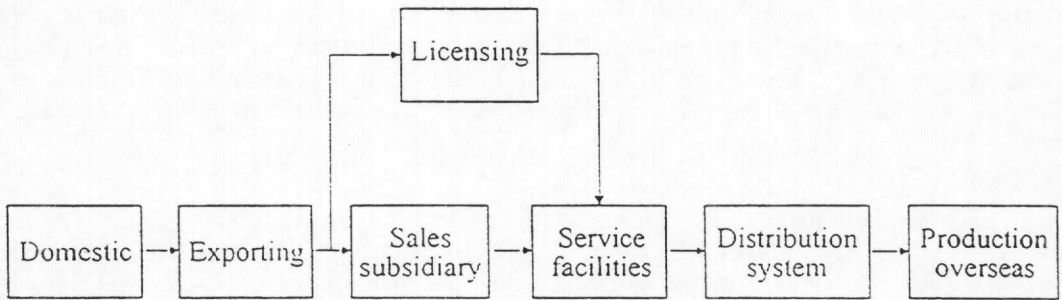 Licensing
Domestic
Exporting
Sales
subsidiary
Service
facilities
Distribution
system
Production
overseas